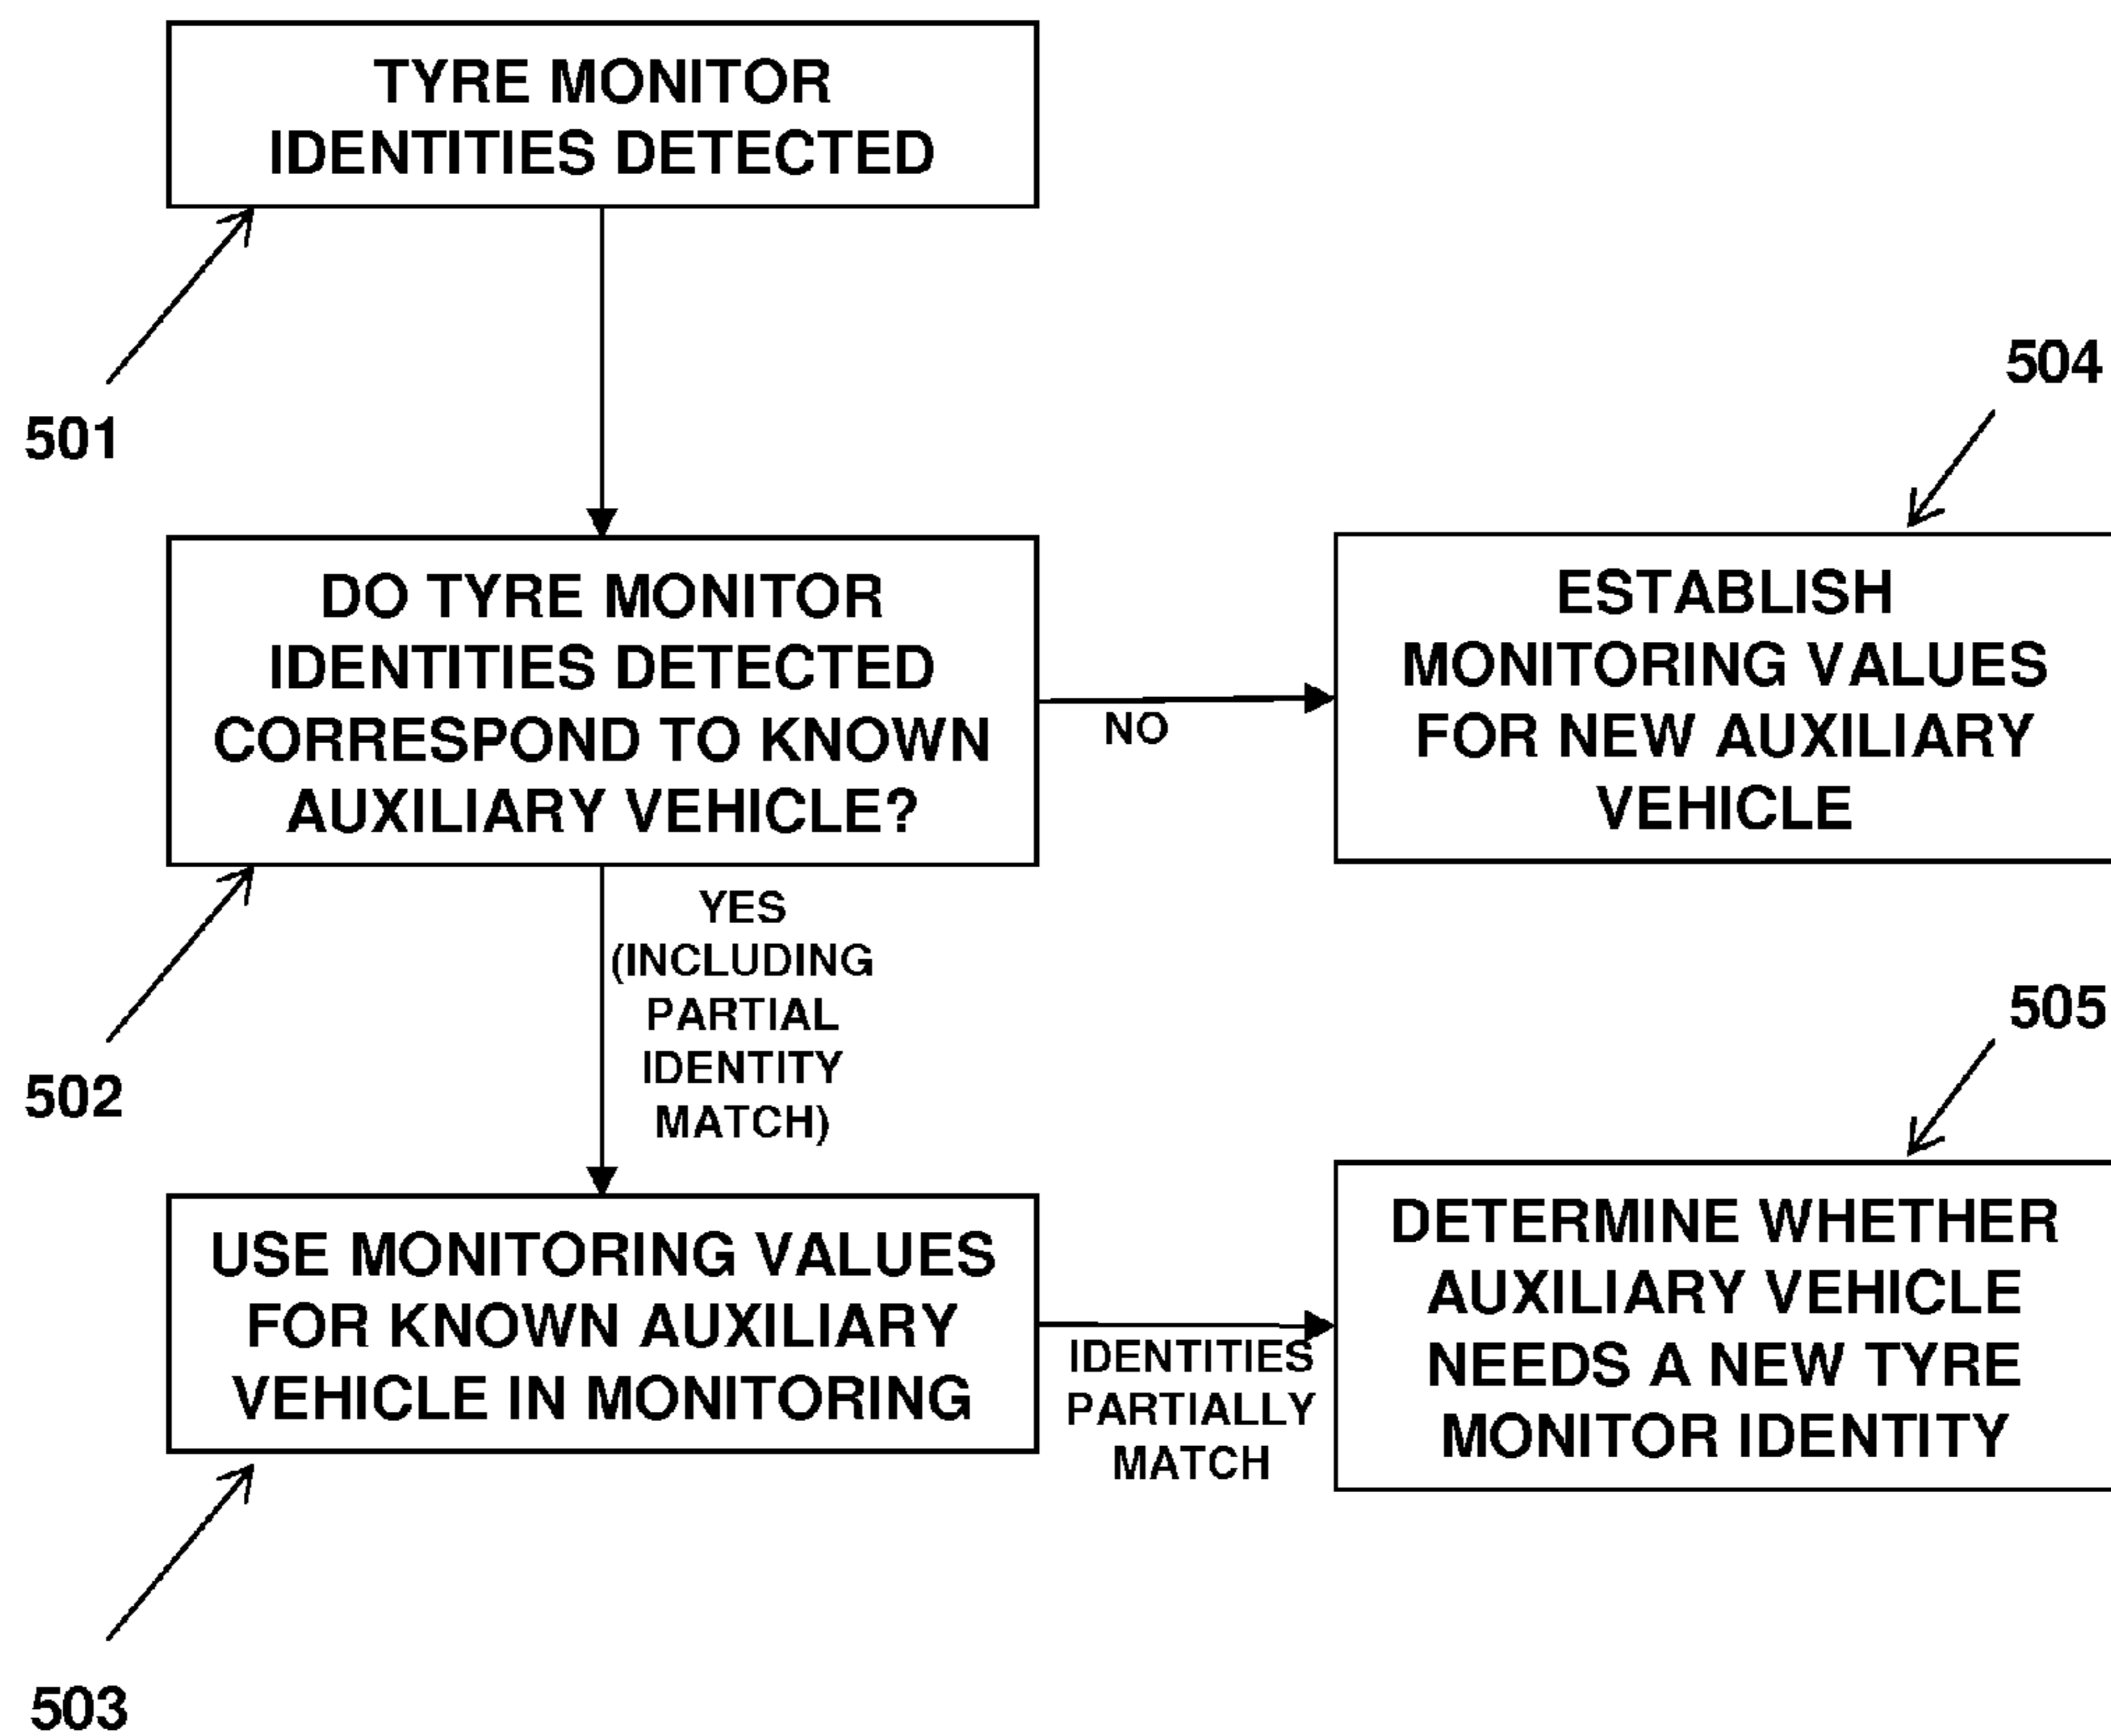 TYRE MONITOR
IDENTITIES DETECTED
501
504
DO TYRE MONITOR
IDENTITIES DETECTED
CORRESPOND TO KNOWN
AUXILIARY VEHICLE?
NO
ESTABLISH
MONITORING VALUES
FOR NEW AUXILIARY
VEHICLE
YES
(INCLUDING
PARTIAL
IDENTITY
MATCH)
502
505
USE MONITORING VALUES
FOR KNOWN AUXILIARY
VEHICLE IN MONITORING
IDENTITIES
PARTIALLY
MATCH
DETERMINE WHETHER
AUXILIARY VEHICLE
NEEDS A NEW TYRE
MONITOR IDENTITY
503